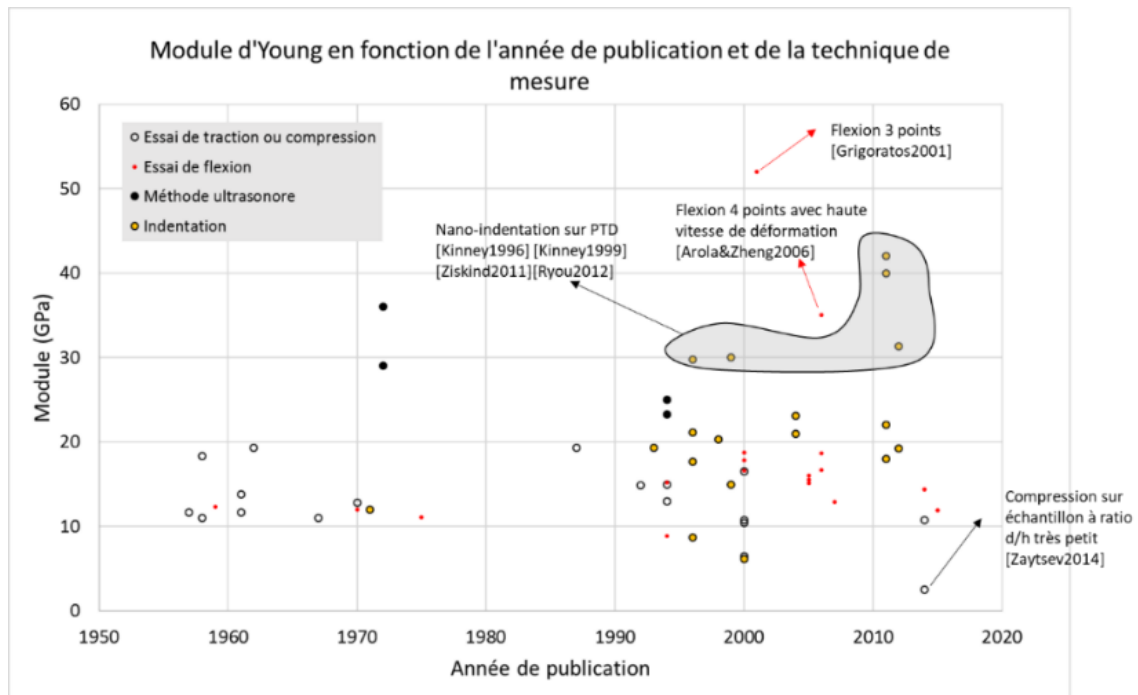 Module d'Young en fonction de l'année de publication et de la technique de
mesure
60
50
40
30
20
10
0
Module (GPa)
Essai de traction ou compression
Essai de flexion
Méthode ultrasonore
Indentation
Flexion 3 points
[Grigoratos2001]
Flexion 4 points avec haute
vitesse de déformation
[Arola&Zheng2006]
Nano-indentation sur PTD
[Kinney1996] [Kinney1999]
[Ziskind2011][Ryou2012]
Compression sur
échantillon à ratio
d/h très petit
[Zaytsev2014]
1950 1960 1970 1980 1990 2000 2010 2020
Année de publication